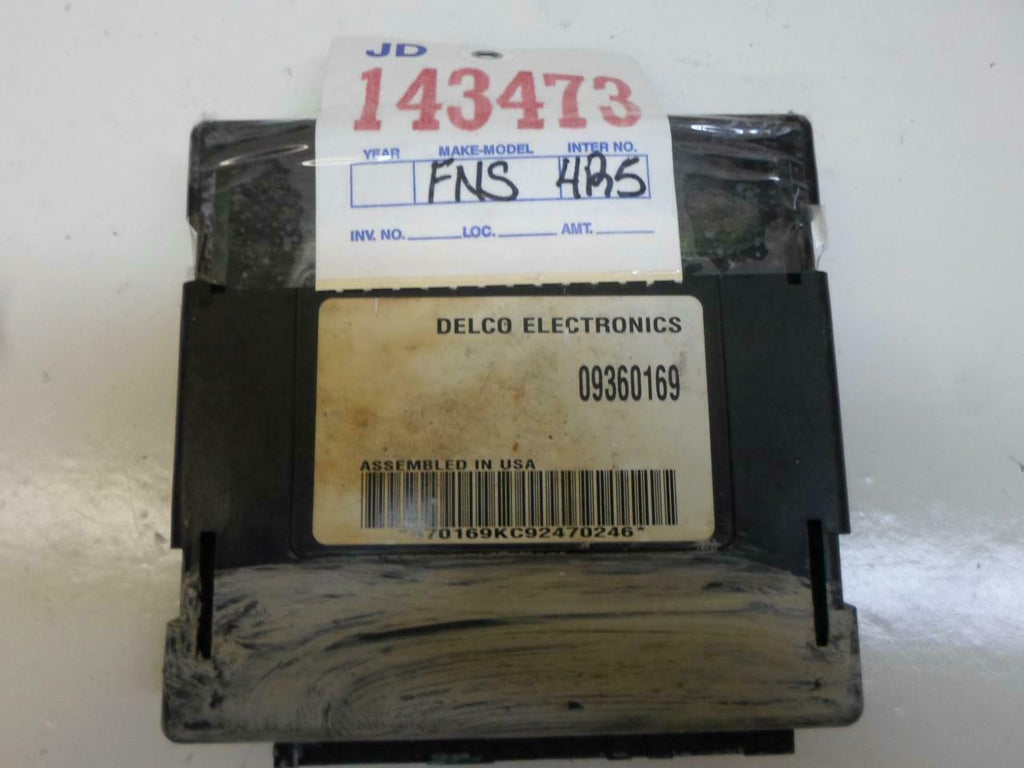 JD
143473
YEAR MAKE-MODEL INTER NO.
FNS 4R5
INV. NO. LOC. AMT.
DELCO ELECTRONICS
09360169
ASSEMBLED IN USA
*K70169KC92470246*